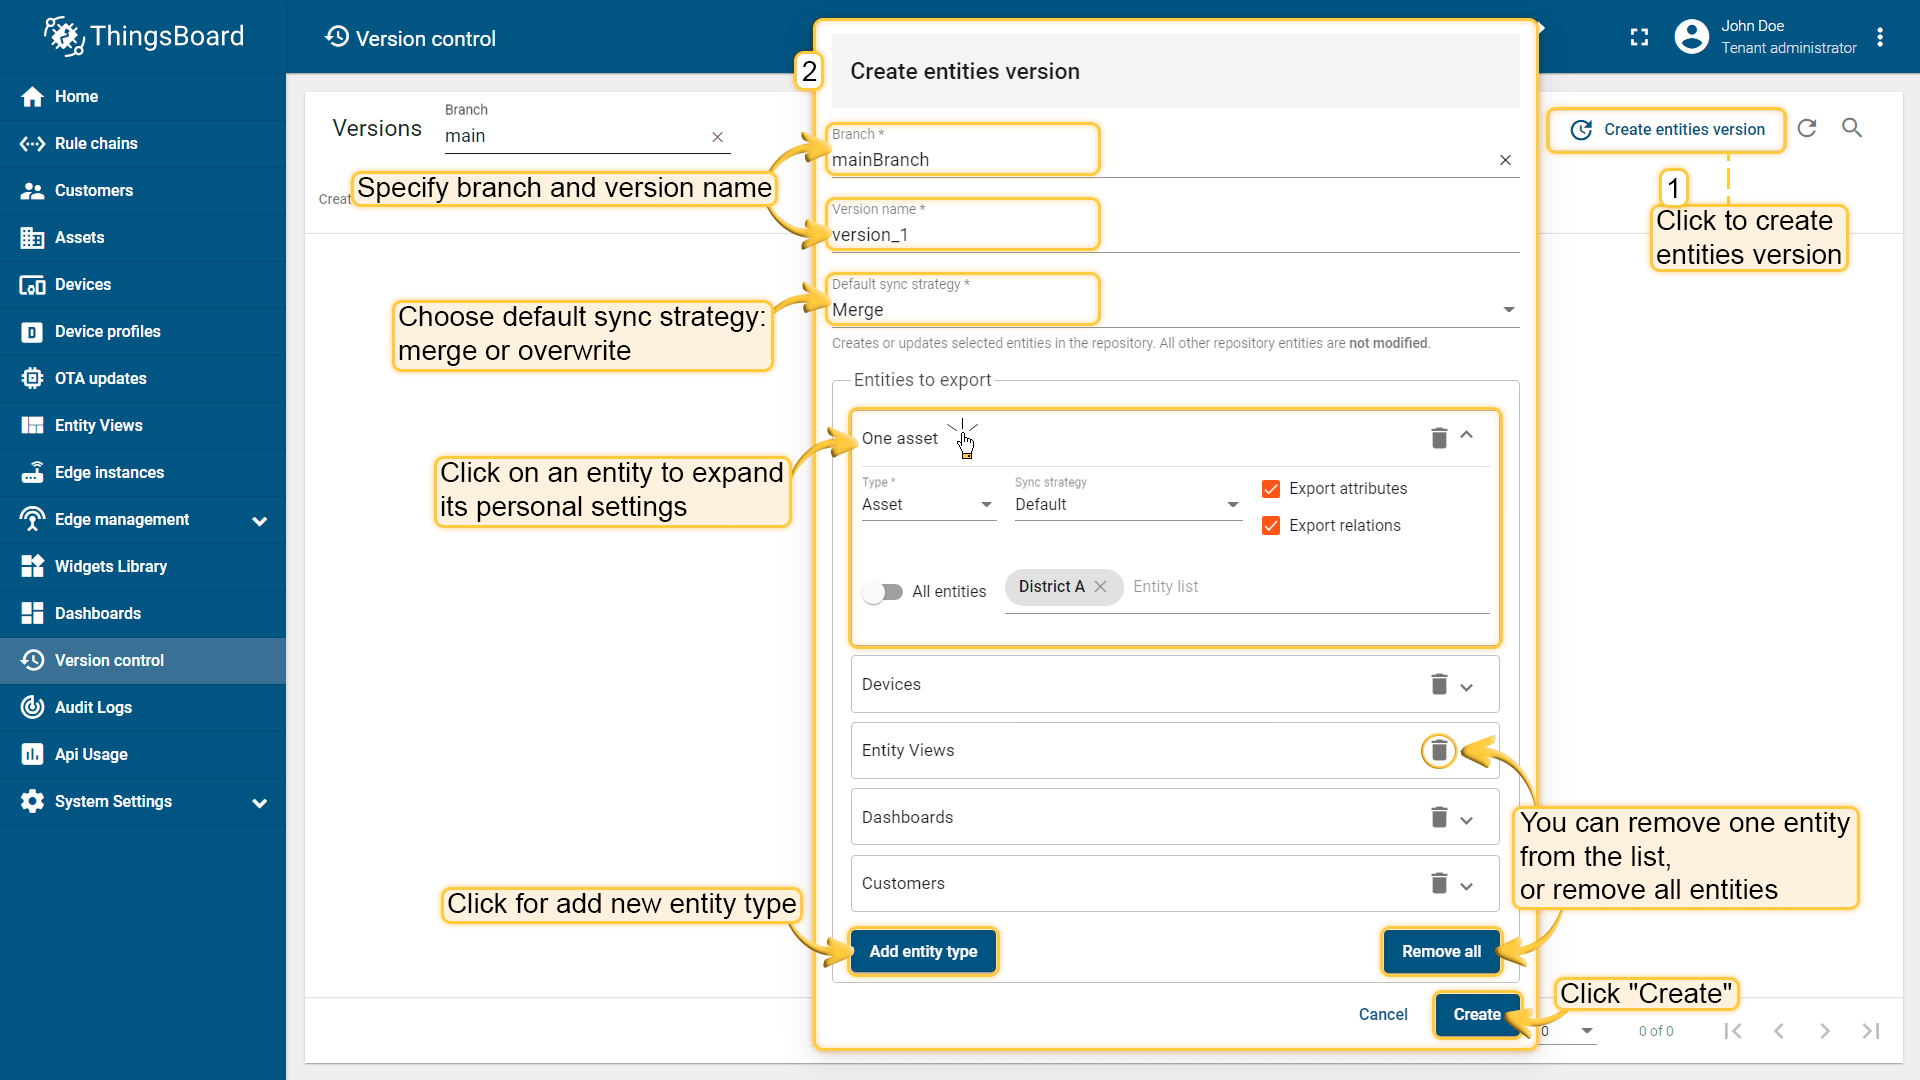 ThingsBoard
Version control
John Doe
Tenant administrator
Home
Rule chains
Customers
Assets
Devices
Device profiles
OTA updates
Entity Views
Edge instances
Edge management
Widgets Library
Dashboards
Version control
Audit Logs
Api Usage
System Settings
Versions
Branch
main
Specify branch and version name
Choose default sync strategy:
merge or overwrite
Click on an entity to expand
its personal settings
Click for add new entity type
2
Create entities version
Branch *
mainBranch
Version name *
version_1
Default sync strategy *
Merge
Creates or updates selected entities in the repository. All other repository entities are not modified.
Entities to export
One asset
Type *
Asset
Sync strategy
Default
Export attributes
Export relations
All entities
District A
Entity list
Devices
Entity Views
Dashboards
Customers
Add entity type
Remove all
Cancel
Create
Create entities version
1
Click to create
entities version
You can remove one entity
from the list,
or remove all entities
Click "Create"
0 of 0